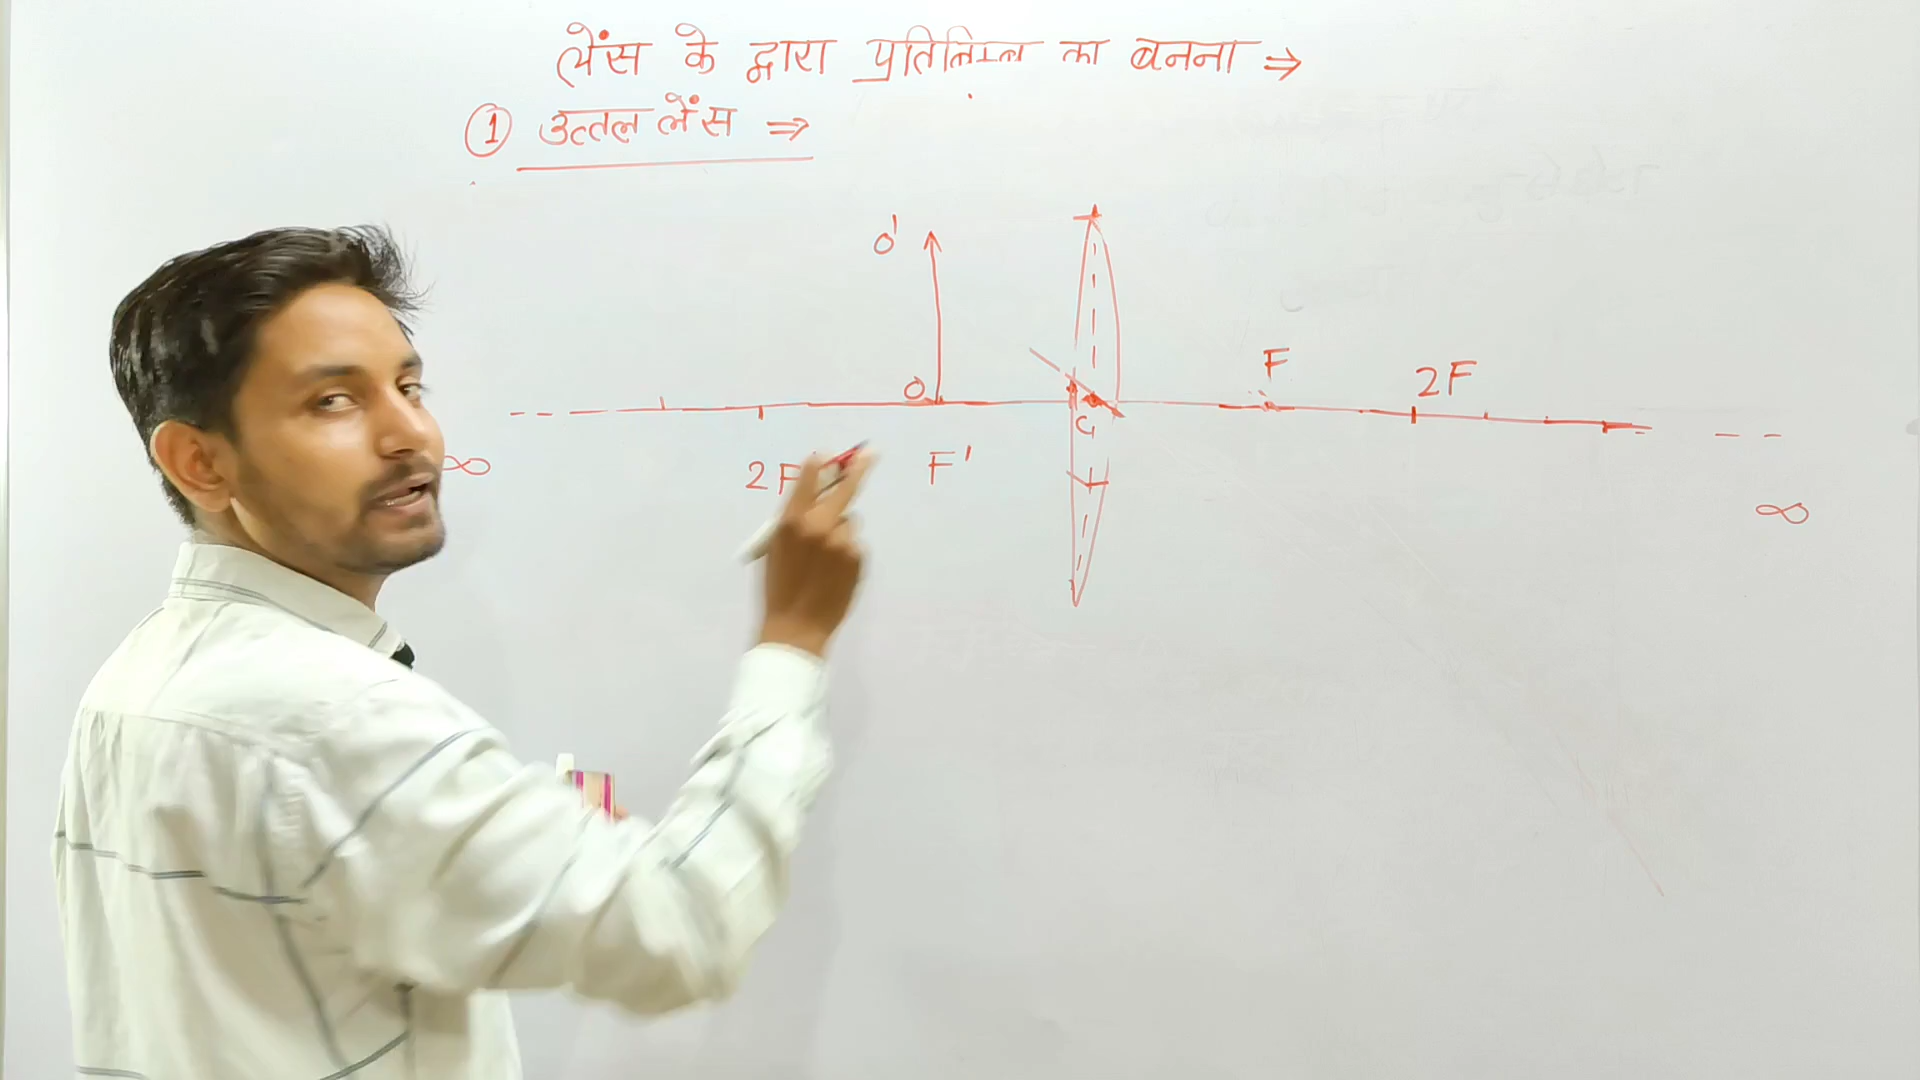 लेंस के द्वारा प्रतिबिम्ब का बनना ⇒
① उत्तल लेंस ⇒
O'
F
2F
O
C
∞
2F
F'
∞